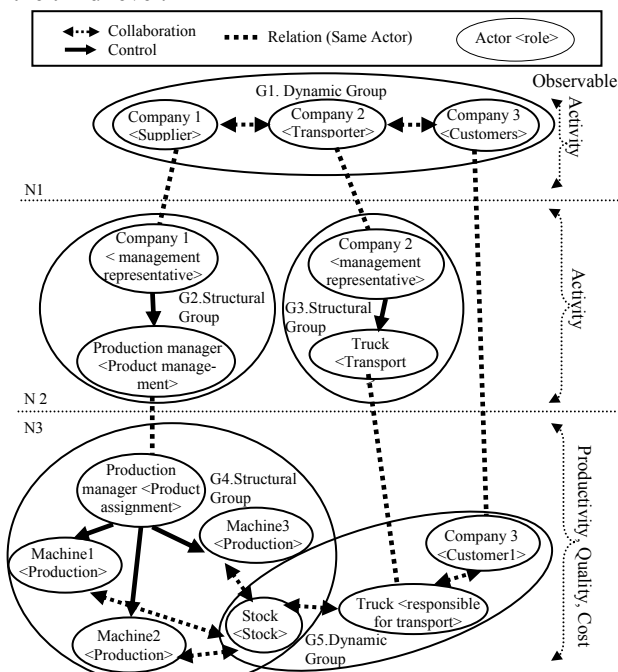 Collaboration
Control
Relation (Same Actor)
Actor <role>
Observable
G1. Dynamic Group
Company 1
<Supplier>
Company 2
<Transporter>
Company 3
<Customers>
Activity
N1
Company 1
< management
representative>
G2.Structural
Group
Production manager
<Product manage-
ment>
Company 2
<management
representative>
G3.Structural
Group
Truck
<Transport
Activity
N 2
N3
Production
manager <Product
assignment>
G4.Structural
Group
Machine3
<Production>
Machine1
<Production>
Machine2
<Production>
Stock
<Stock>
G5.Dynamic
Group
Truck <responsible
for transport>
Company 3
<Customer1>
Productivity, Quality, Cost